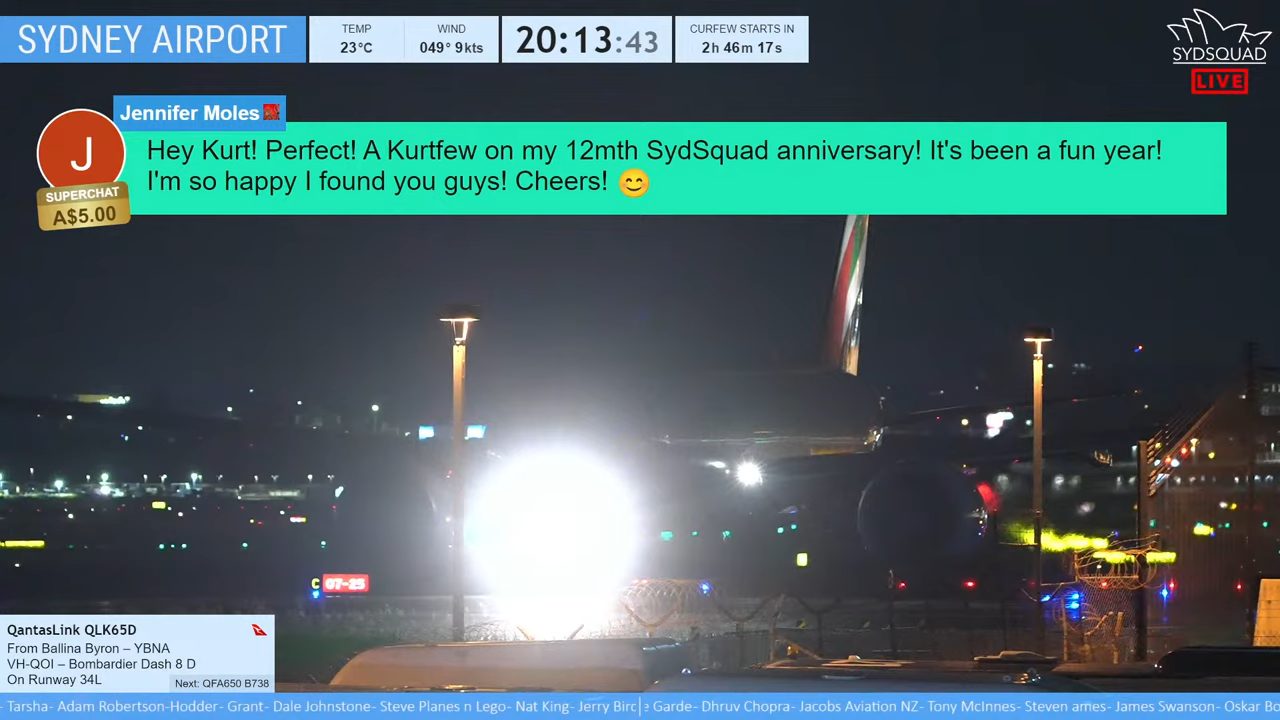 SYDNEY AIRPORT
TEMP
23°C
WIND
049° 9kts
20:13:43
CURFEW STARTS IN
2h 46m 17s
SYDSQUAD
LIVE
Jennifer Moles
J
SUPERCHAT
A$5.00
Hey Kurt! Perfect! A Kurtfew on my 12mth SydSquad anniversary! It's been a fun year!
I'm so happy I found you guys! Cheers! 😊
C 07-25
QantasLink QLK65D
From Ballina Byron – YBNA
VH-QOI – Bombardier Dash 8 D
On Runway 34L
Next: QFA650 B738
- Tarsha- Adam Robertson-Hodder- Grant- Dale Johnstone- Steve Planes n Lego- Nat King- Jerry Birc Garde- Dhruv Chopra- Jacobs Aviation NZ- Tony McInnes- Steven ames- James Swanson- Oskar Bo